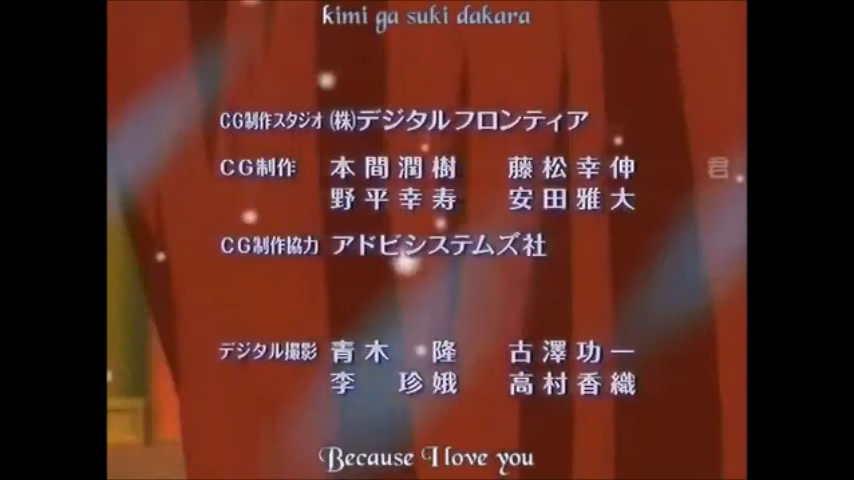 kimi ga suki dakara
CG制作スタジオ ㈱デジタルフロンティア
CG制作 本間潤樹 藤松幸伸
野平幸寿 安田雅大
君
CG制作協力 アドビシステムズ社
デジタル撮影 青木 隆 古澤功一
李 珍娥 高村香織
Because I love you